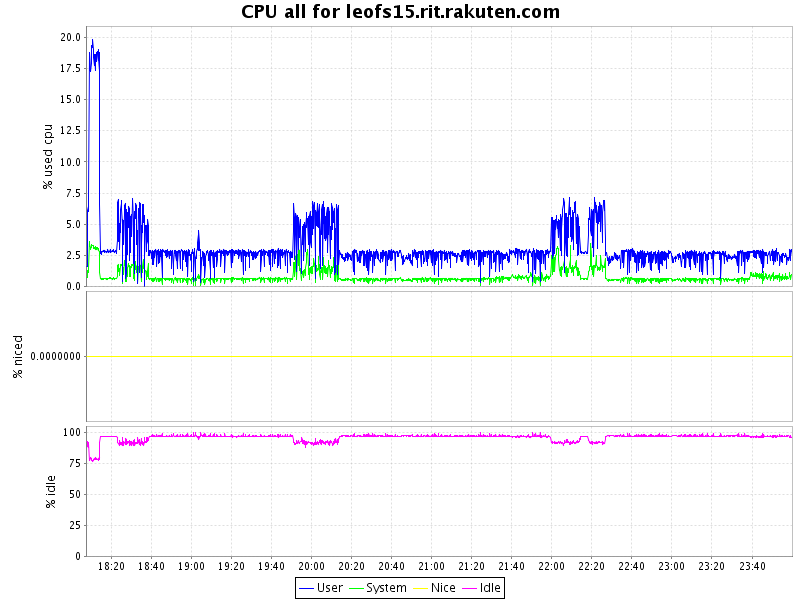 CPU all for leofs15.rit.rakuten.com
% used cpu
20.0
17.5
15.0
12.5
10.0
7.5
5.0
2.5
0.0
% niced
0.0000000
% idle
100
75
50
25
0
18:20 18:40 19:00 19:20 19:40 20:00 20:20 20:40 21:00 21:20 21:40 22:00 22:20 22:40 23:00 23:20 23:40
User System Nice Idle